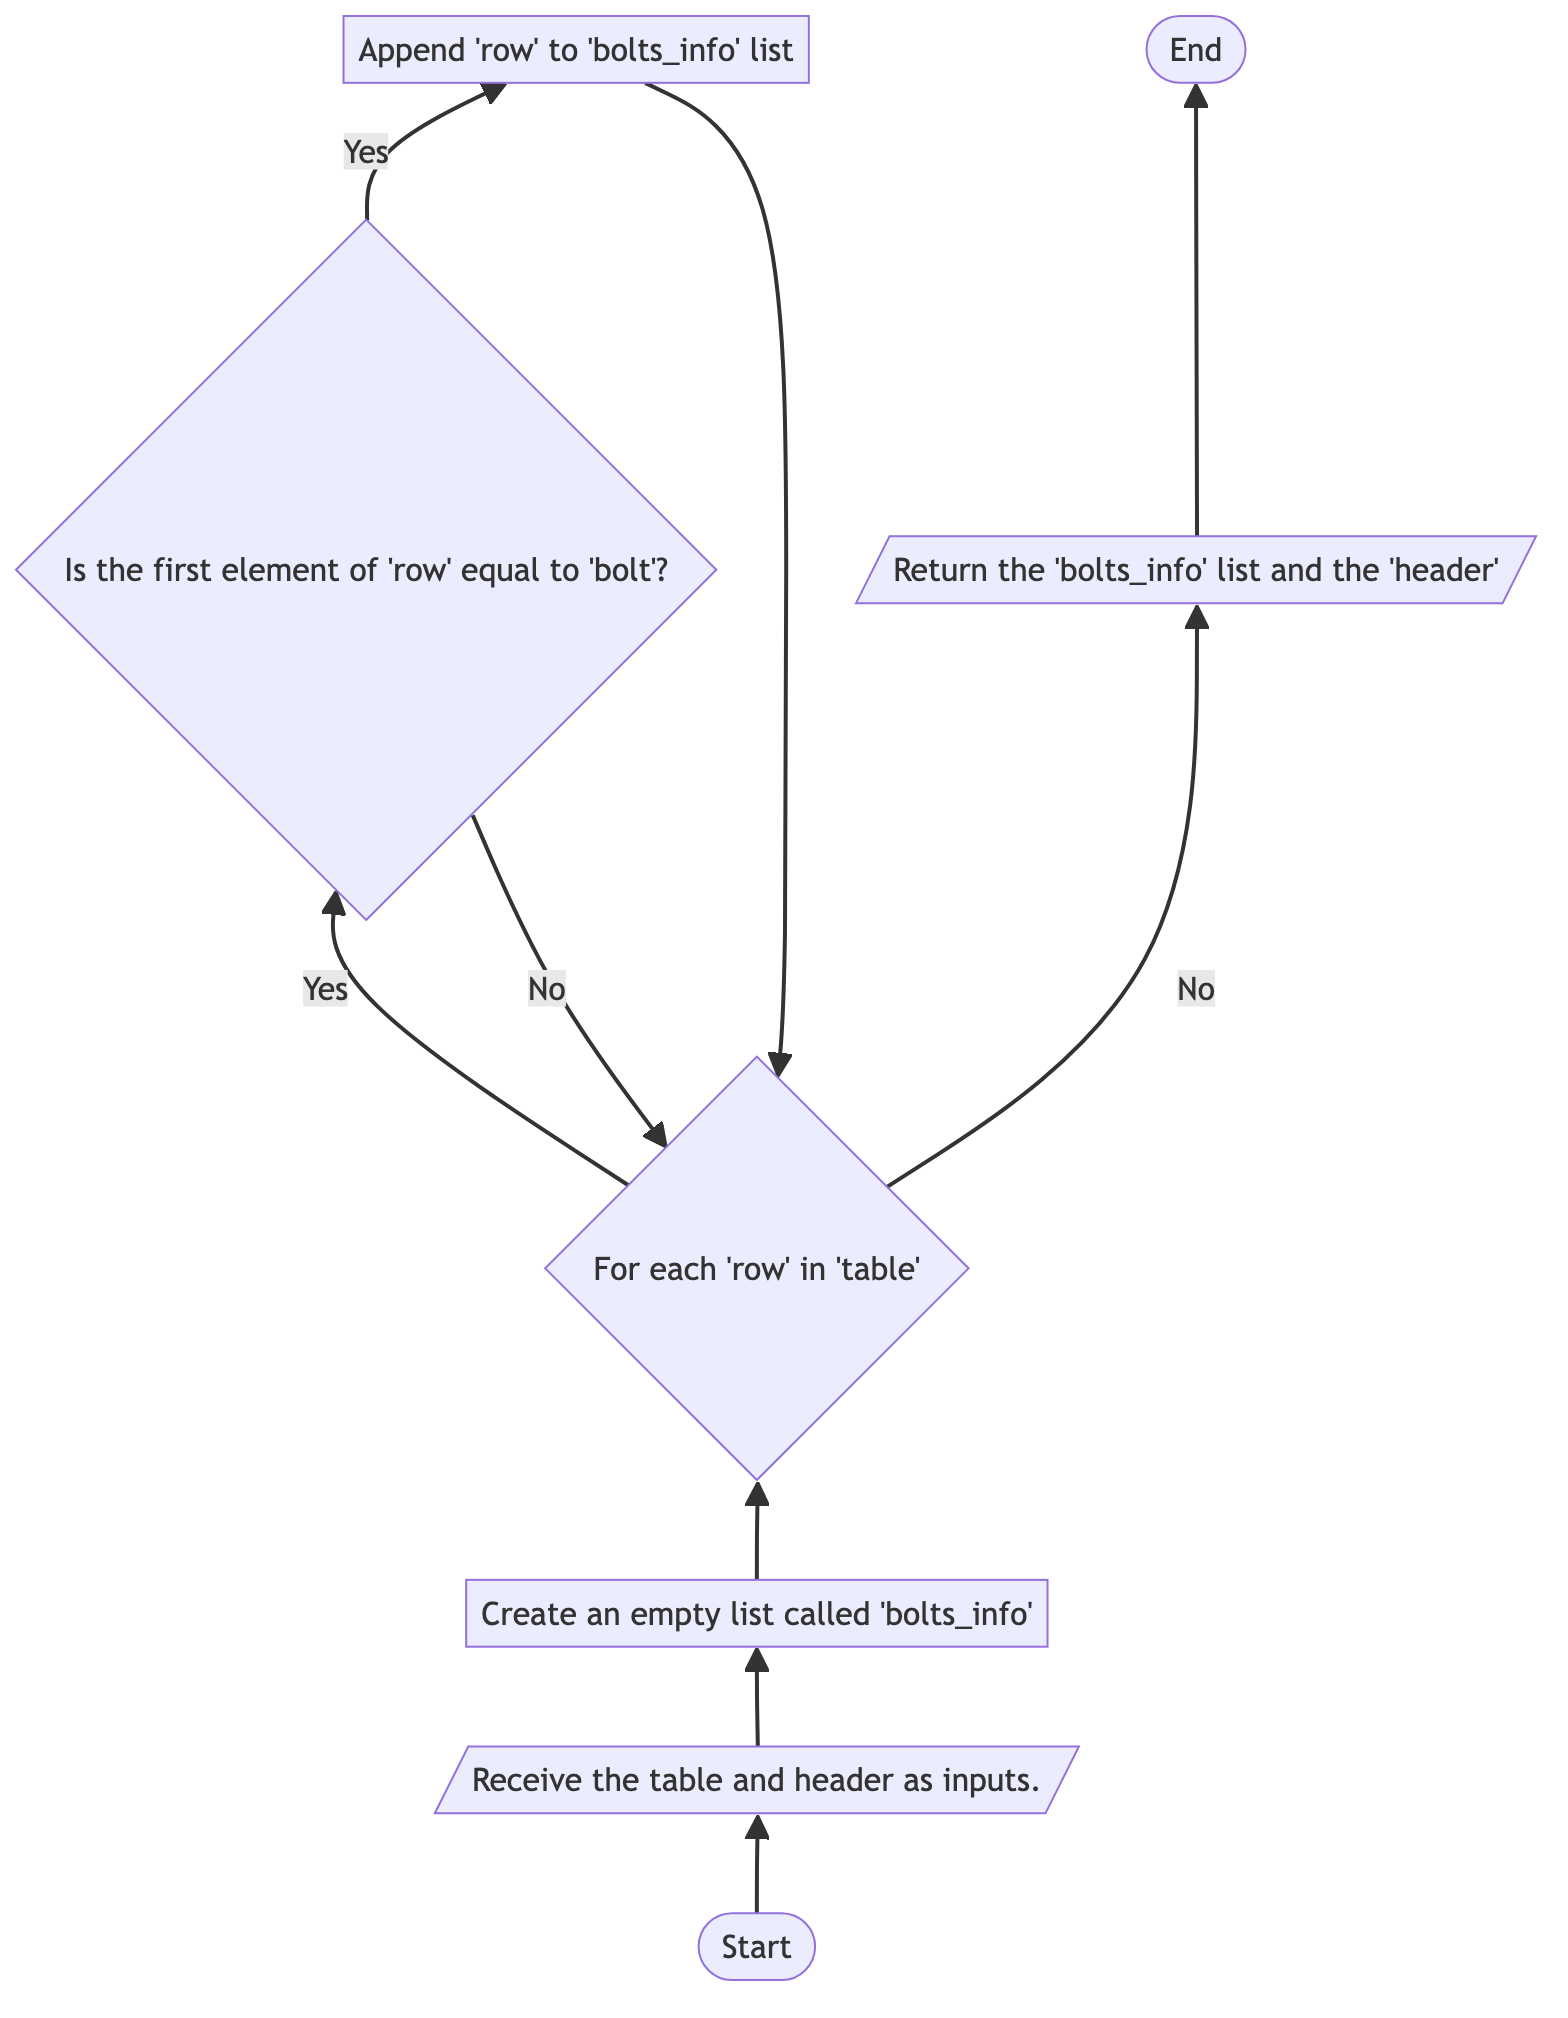 Append 'row' to 'bolts_info' list
End
Yes
Is the first element of 'row' equal to 'bolt'?
Return the 'bolts_info' list and the 'header'
Yes
No
No
For each 'row' in 'table'
Create an empty list called 'bolts_info'
Receive the table and header as inputs.
Start